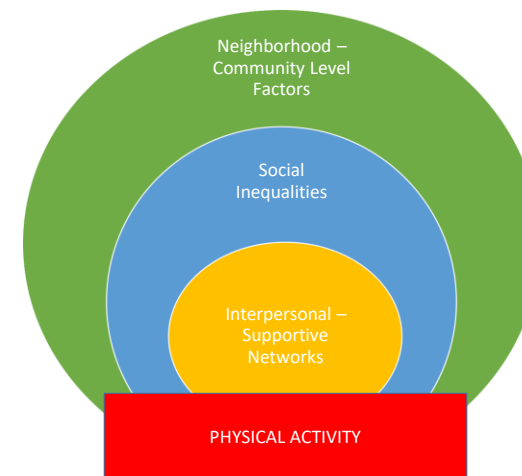 Neighborhood –
Community Level
Factors
Social
Inequalities
Interpersonal –
Supportive
Networks
PHYSICAL ACTIVITY